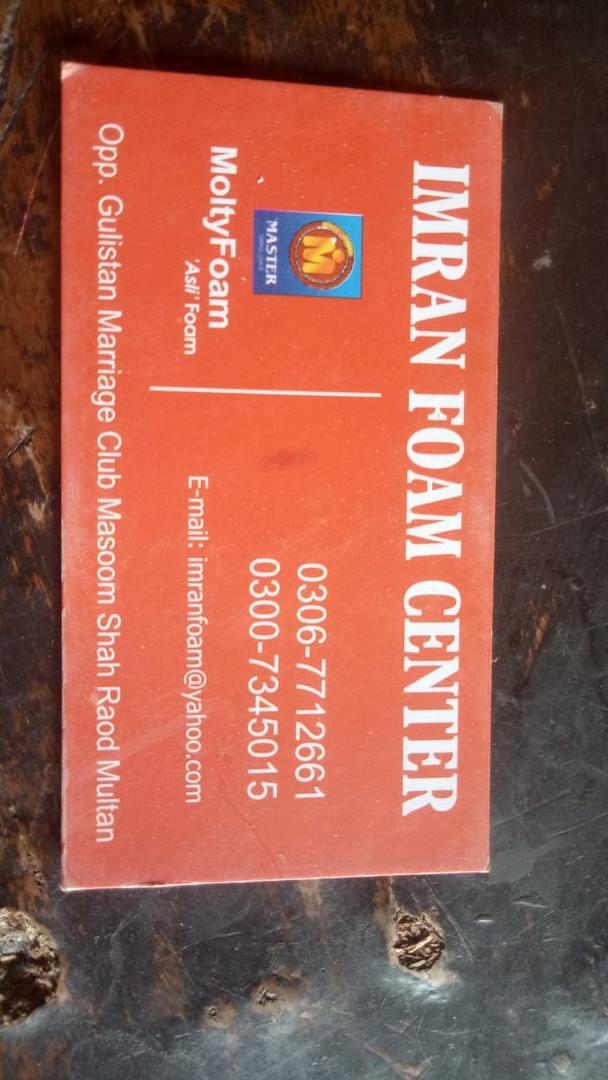 IMRAN FOAM CENTER
MASTER
MoltyFoam
'Asli' Foam
0306-7712661
0300-7345015
E-mail: imranfoam@yahoo.com
Opp. Gulistan Marriage Club Masoom Shah Raod Multan